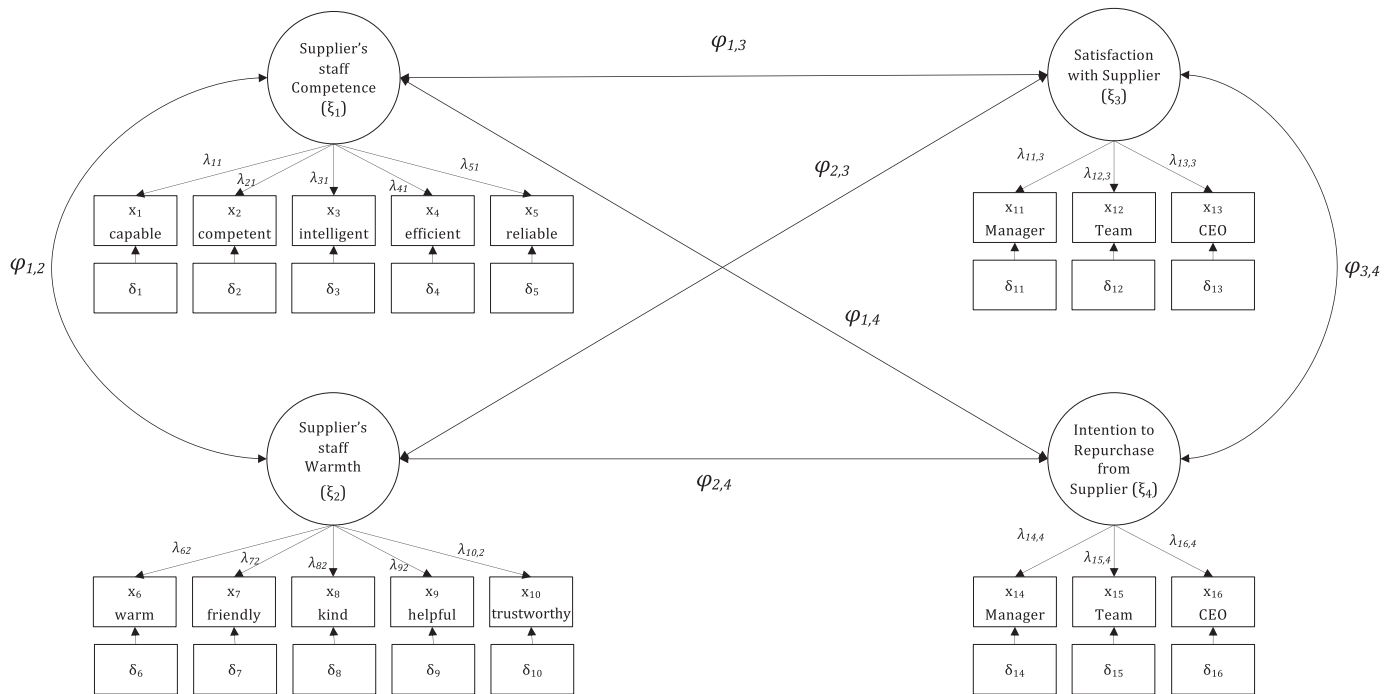 Supplier's
staff
Competence
(ξ₁)
φ₁,₃
Satisfaction
with Supplier
(ξ₃)
λ₁₁
λ₂₁
λ₃₁
λ₄₁
λ₅₁
λ₁₁,₃
λ₁₂,₃
λ₁₃,₃
φ₂,₃
x₁
capable
x₂
competent
x₃
intelligent
x₄
efficient
x₅
reliable
x₁₁
Manager
x₁₂
Team
x₁₃
CEO
δ₁
δ₂
δ₃
δ₄
δ₅
δ₁₁
δ₁₂
δ₁₃
φ₁,₂
φ₃,₄
φ₁,₄
Supplier's
staff
Warmth
(ξ₂)
φ₂,₄
Intention to
Repurchase
from
Supplier (ξ₄)
λ₆₂
λ₇₂
λ₈₂
λ₉₂
λ₁₀,₂
λ₁₄,₄
λ₁₅,₄
λ₁₆,₄
x₆
warm
x₇
friendly
x₈
kind
x₉
helpful
x₁₀
trustworthy
x₁₄
Manager
x₁₅
Team
x₁₆
CEO
δ₆
δ₇
δ₈
δ₉
δ₁₀
δ₁₄
δ₁₅
δ₁₆